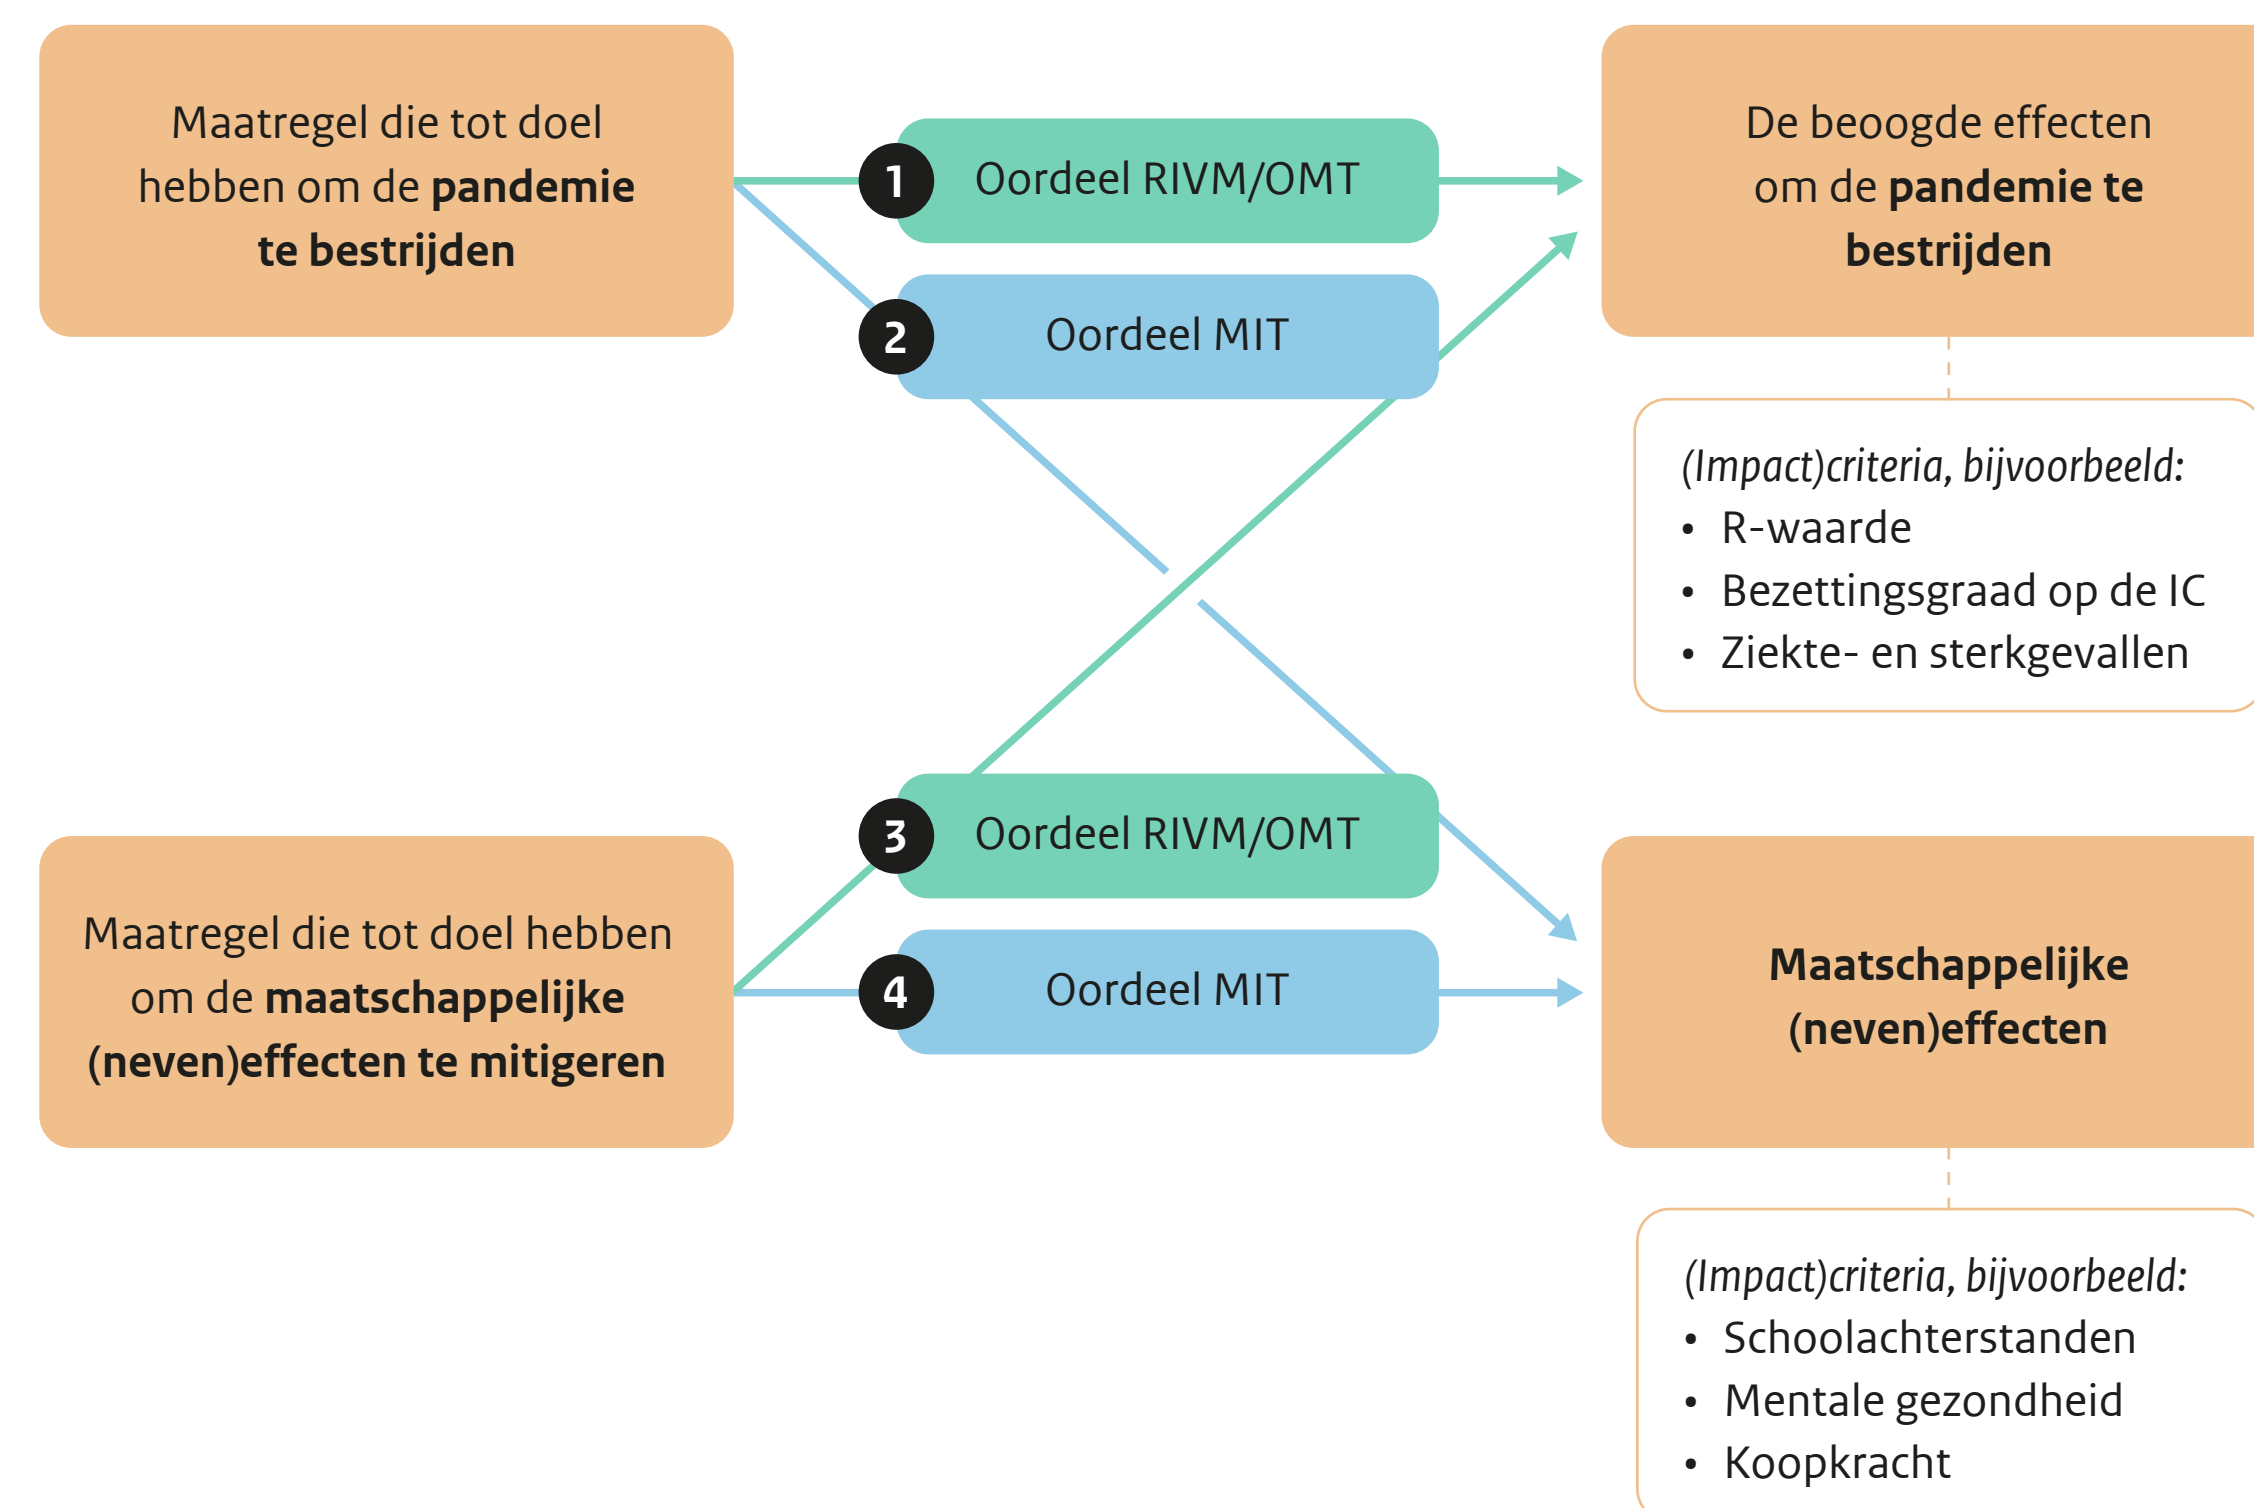 Maatregel die tot doel
hebben om de pandemie
te bestrijden
1
Oordeel RIVM/OMT
2
Oordeel MIT
De beoogde effecten
om de pandemie te
bestrijden
(Impact)criteria, bijvoorbeeld:
• R-waarde
• Bezettingsgraad op de IC
• Ziekte- en sterkgevallen
Maatregel die tot doel hebben
om de maatschappelijke
(neven)effecten te mitigeren
3
Oordeel RIVM/OMT
4
Oordeel MIT
Maatschappelijke
(neven)effecten
(Impact)criteria, bijvoorbeeld:
• Schoolachterstanden
• Mentale gezondheid
• Koopkracht